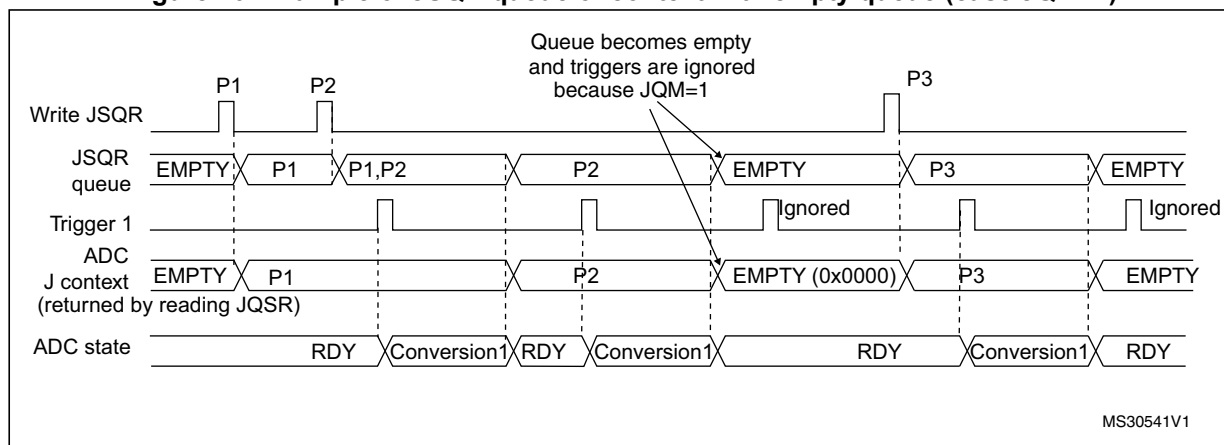 Queue becomes empty
and triggers are ignored
because JQM=1
P1
P2
P3
Write JSQR
JSQR
queue
EMPTY
P1
P1,P2
P2
EMPTY
P3
EMPTY
Trigger 1
Ignored
Ignored
ADC
J context
(returned by reading JQSR)
EMPTY
P1
P2
EMPTY (0x0000)
P3
EMPTY
ADC state
RDY
Conversion1
RDY
Conversion1
RDY
Conversion1
RDY
MS30541V1